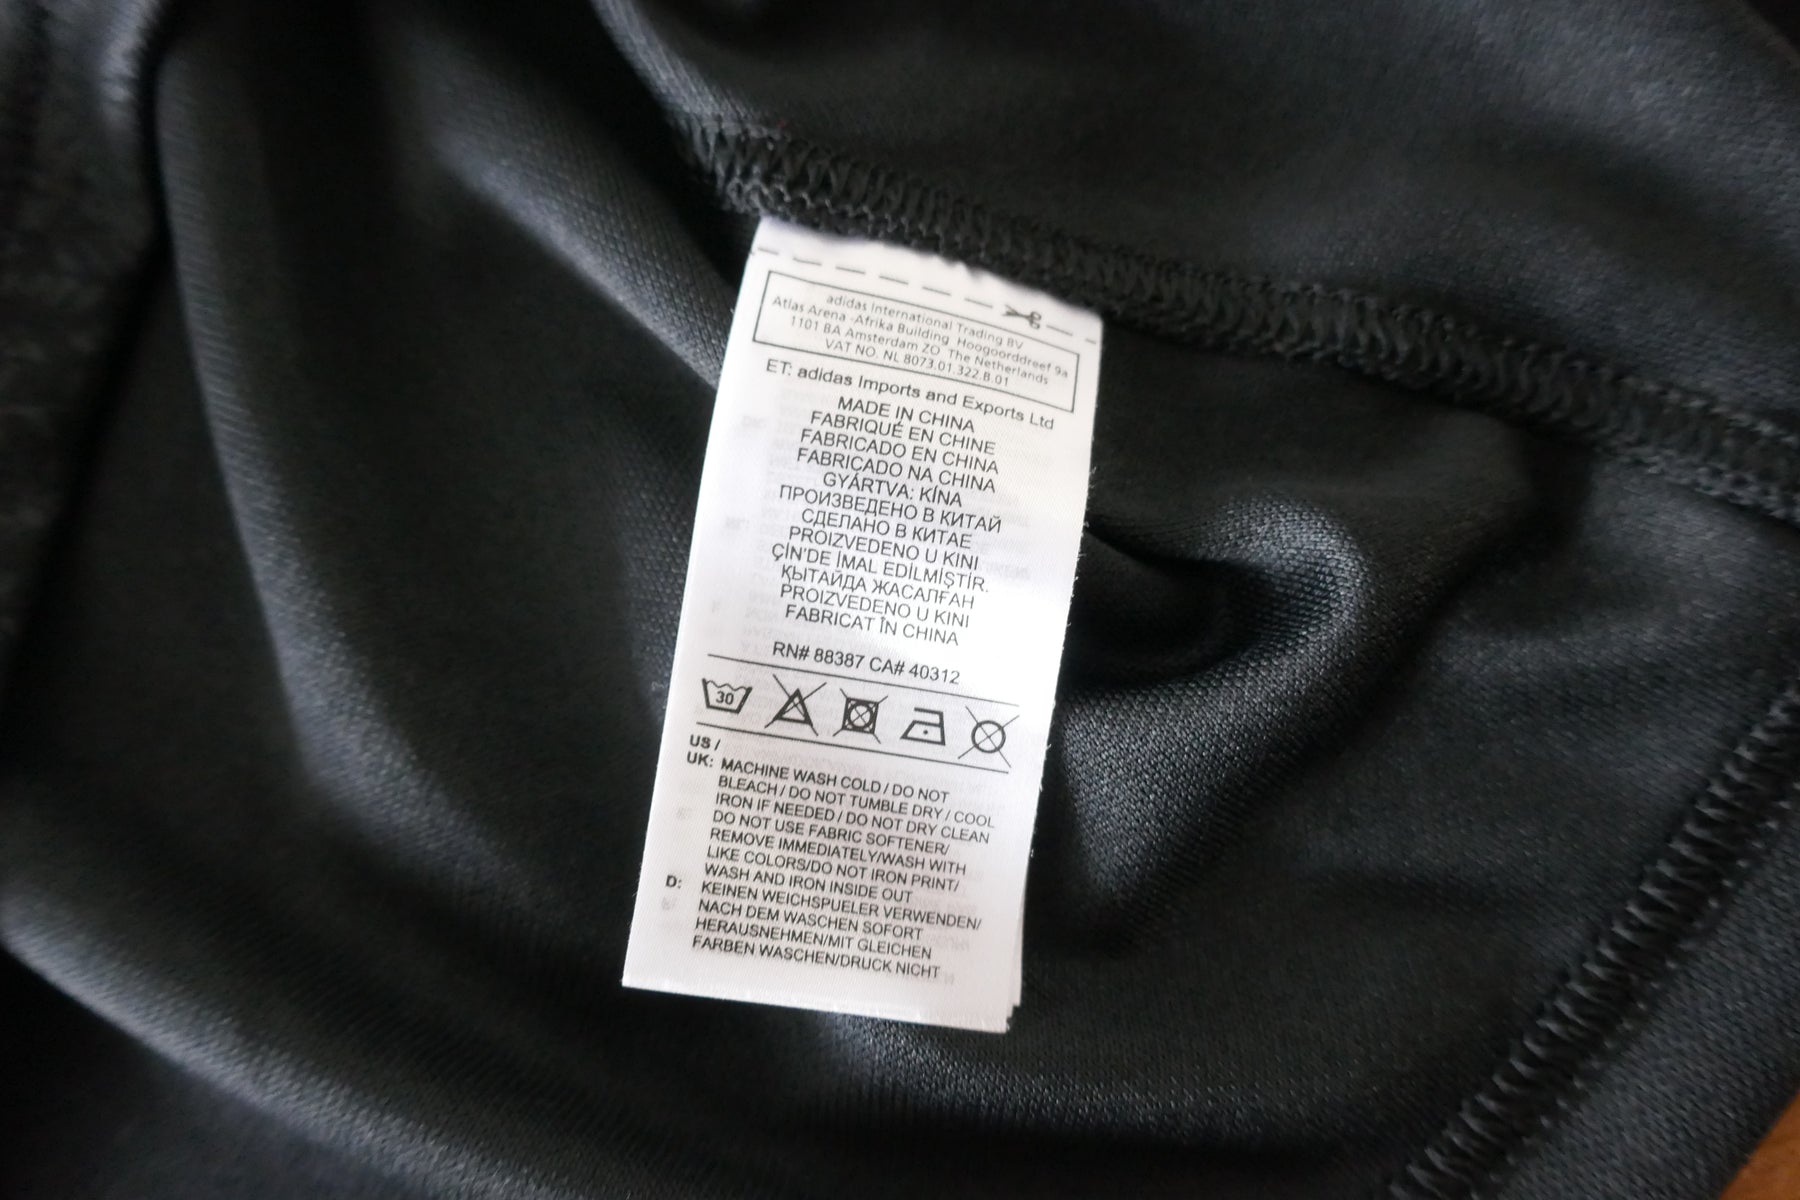 adidas International Trading BV
Atlas Arena -Afrika Building Hoogoorddreef 9a
1101 BA Amsterdam ZO The Netherlands
VAT NO. NL 8073.01.322.B.01
ET: adidas Imports and Exports Ltd
MADE IN CHINA
FABRIQUÉ EN CHINE
FABRICADO EN CHINA
FABRICADO NA CHINA
GYÁRTVA: KÍNA
ПРОИЗВЕДЕНО В КИТАЙ
СДЕЛАНО В КИТАЕ
PROIZVEDENO U KINI
ÇİN'DE İMAL EDİLMİŞTİR.
ҚЫТАЙДА ЖАСАЛҒАН
PROIZVEDENO U KINI
FABRICAT ÎN CHINA
RN# 88387 CA# 40312
30
US /
UK: MACHINE WASH COLD / DO NOT
BLEACH / DO NOT TUMBLE DRY / COOL
IRON IF NEEDED / DO NOT DRY CLEAN
DO NOT USE FABRIC SOFTENER/
REMOVE IMMEDIATELY/WASH WITH
LIKE COLORS/DO NOT IRON PRINT/
WASH AND IRON INSIDE OUT
D: KEINEN WEICHSPUELER VERWENDEN/
NACH DEM WASCHEN SOFORT
HERAUSNEHMEN/MIT GLEICHEN
FARBEN WASCHEN/DRUCK NICHT